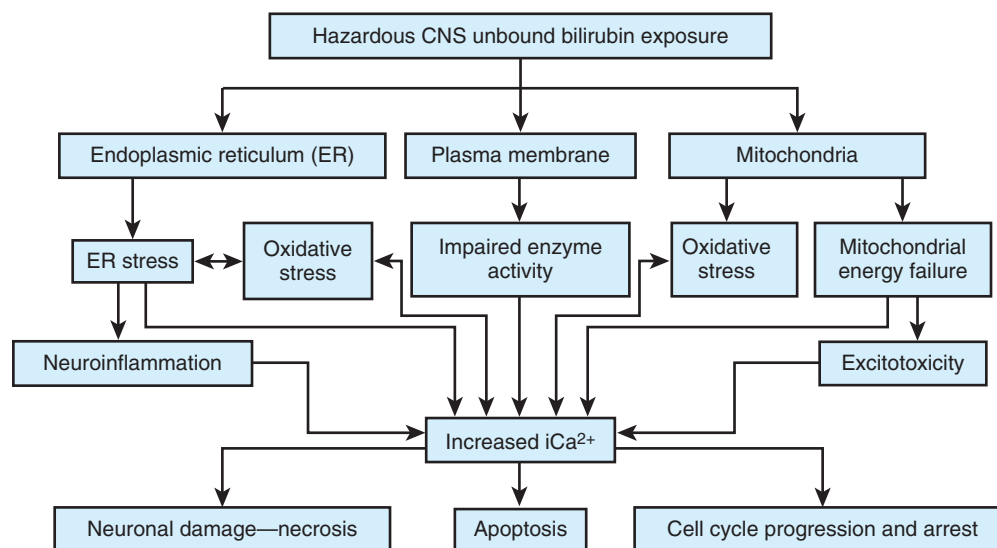 Hazardous CNS unbound bilirubin exposure
Endoplasmic reticulum (ER)
Plasma membrane
Mitochondria
ER stress
Oxidative
stress
Impaired enzyme
activity
Oxidative
stress
Mitochondrial
energy failure
Neuroinflammation
Excitotoxicity
Increased iCa²⁺
Neuronal damage—necrosis
Apoptosis
Cell cycle progression and arrest